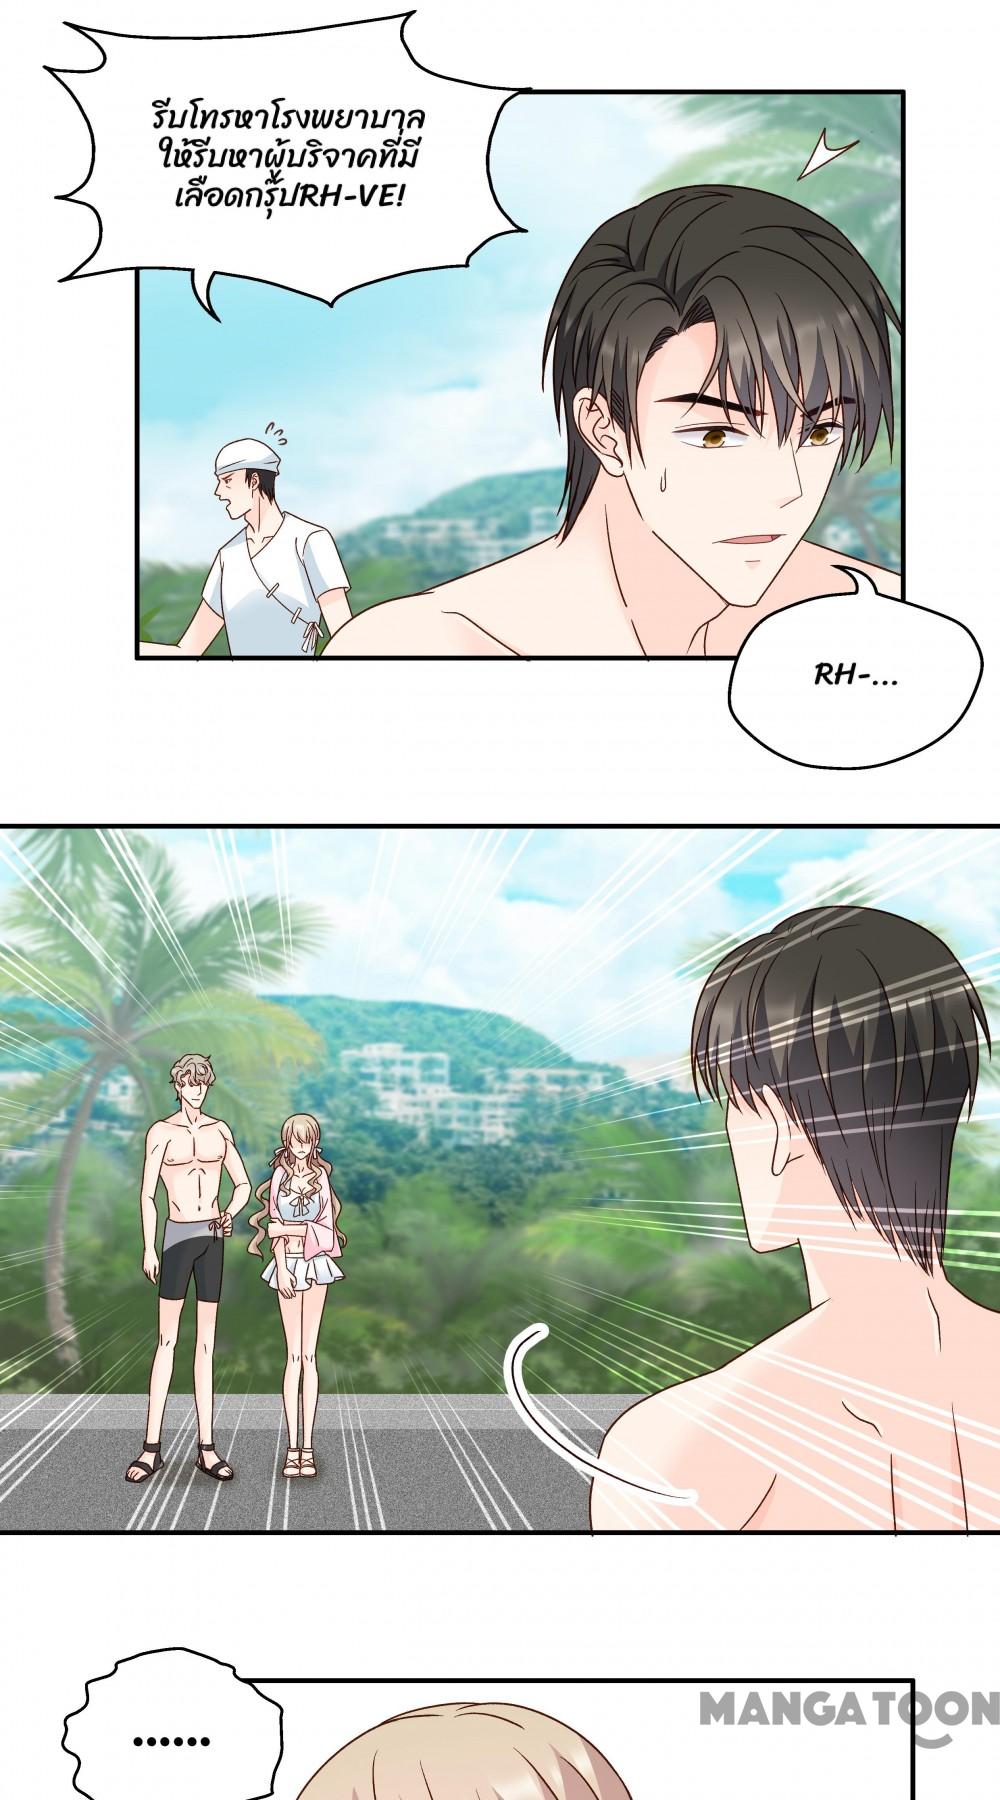 รีบโทรหาโรงพยาบาล
ให้รีบหาผู้บริจาคที่มี
เลือดกรุ๊ปRH-VE!
RH-...
MANGATOON
......